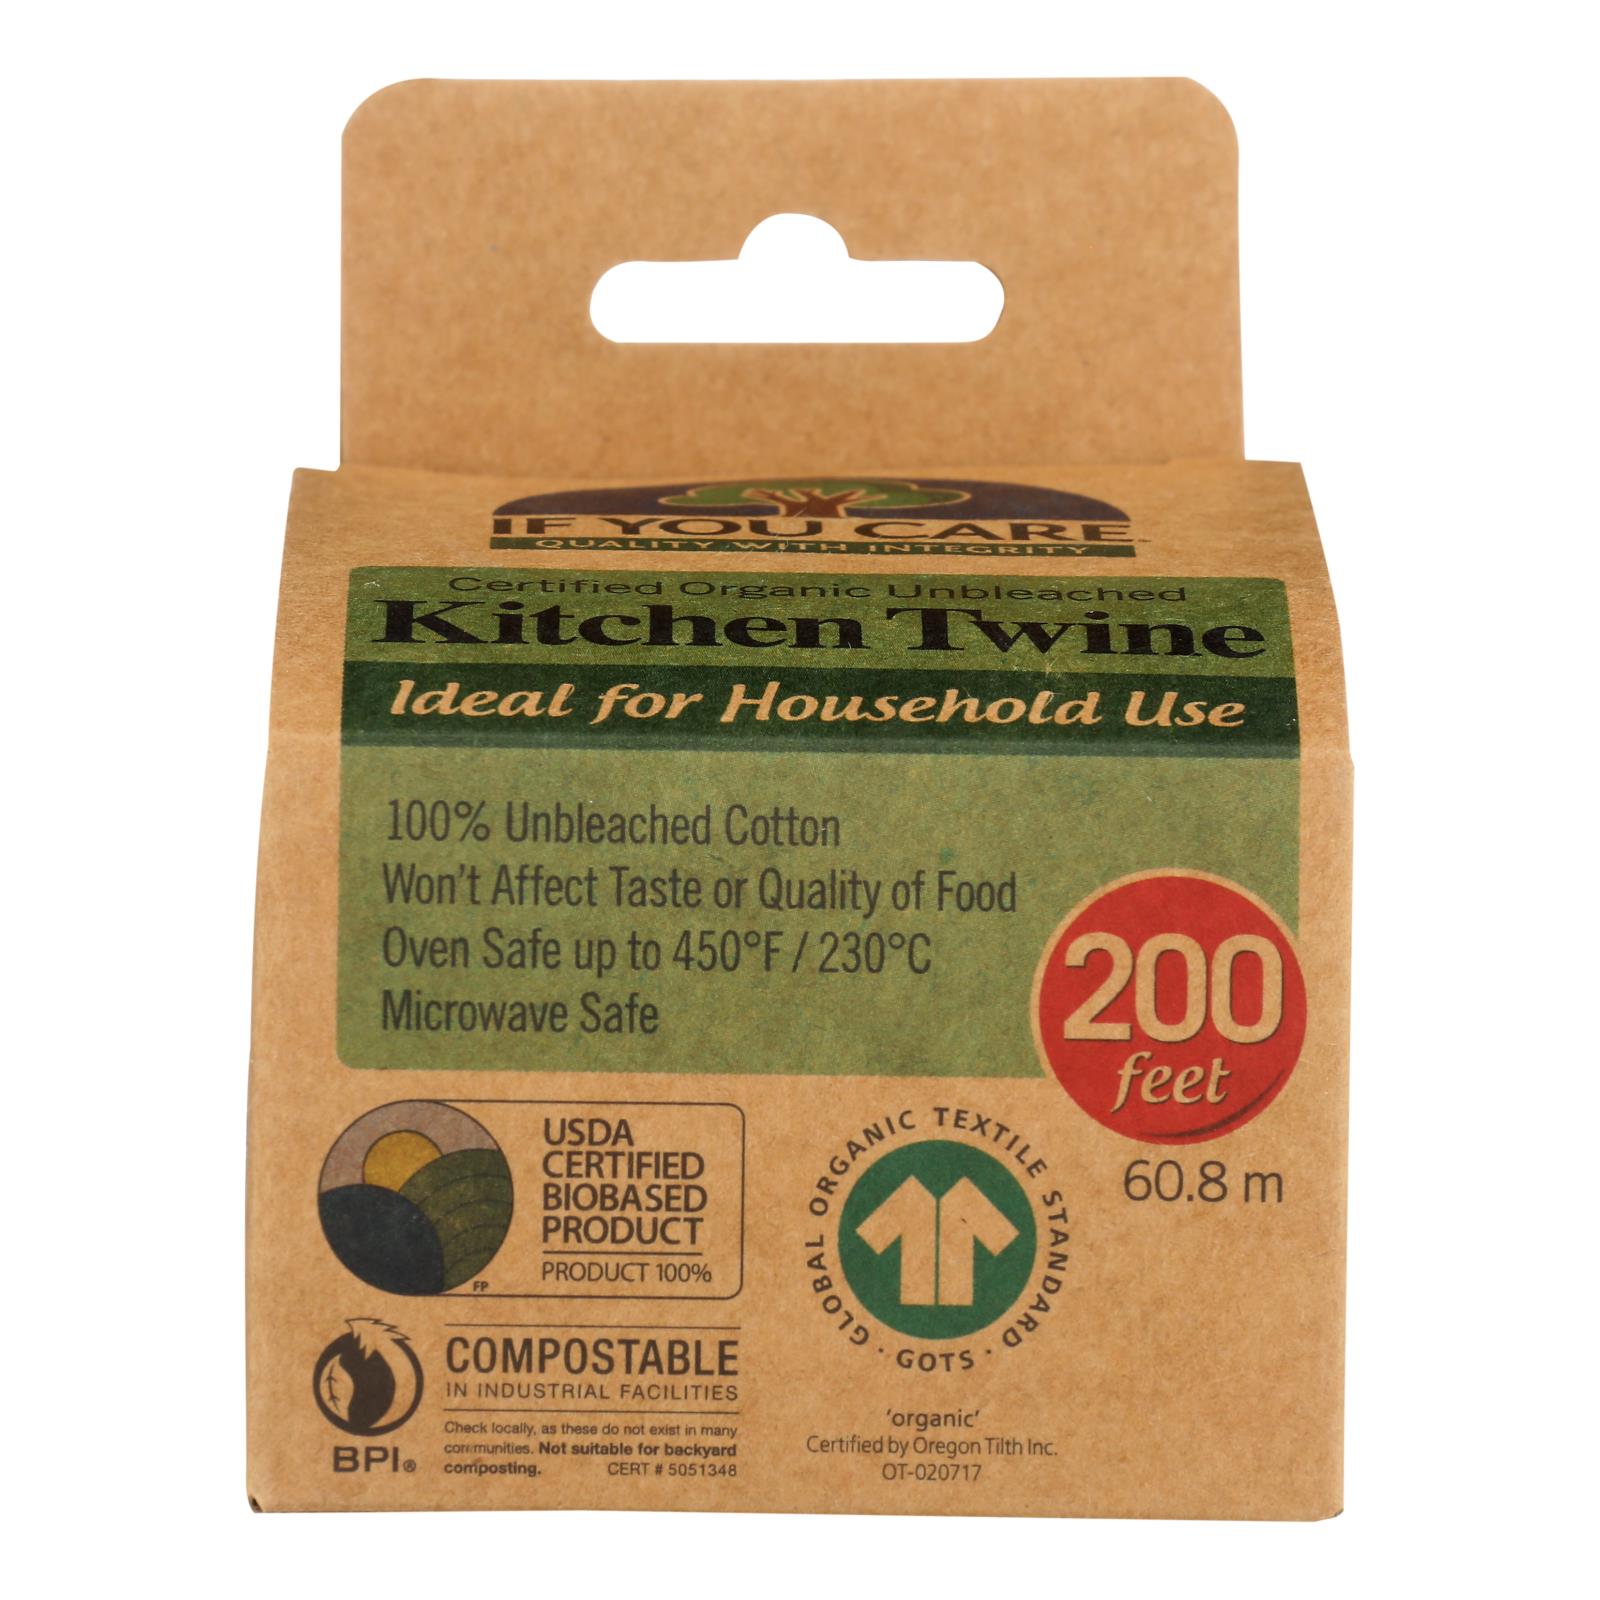 IF YOU CARE
QUALITY WITH INTEGRITY
Certified Organic Unbleached
Kitchen Twine
Ideal for Household Use
100% Unbleached Cotton
Won't Affect Taste or Quality of Food
Oven Safe up to 450°F / 230°C
Microwave Safe
200
feet
60.8 m
USDA
CERTIFIED
BIOBASED
PRODUCT
PRODUCT 100%
FP
GLOBAL ORGANIC TEXTILE STANDARD
· GOTS ·
'organic'
Certified by Oregon Tilth Inc.
OT-020717
BPI®
COMPOSTABLE
IN INDUSTRIAL FACILITIES
Check locally, as these do not exist in many
communities. Not suitable for backyard
composting. CERT # 5051348